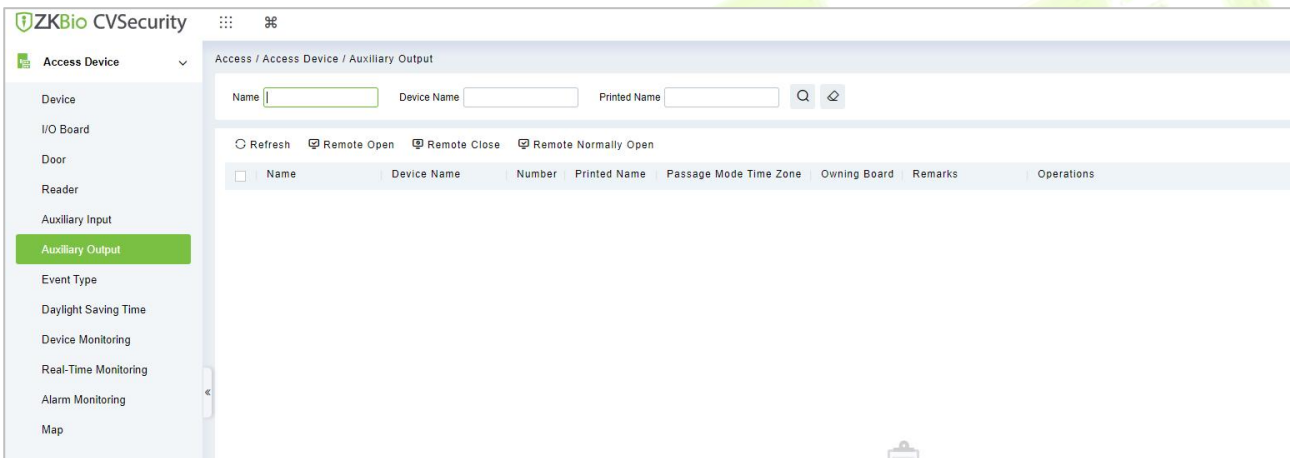 ZKBio CVSecurity
Access Device
Device
I/O Board
Door
Reader
Auxiliary Input
Auxiliary Output
Event Type
Daylight Saving Time
Device Monitoring
Real-Time Monitoring
Alarm Monitoring
Map
Access / Access Device / Auxiliary Output
Name Device Name Printed Name
Refresh Remote Open Remote Close Remote Normally Open
Name Device Name Number Printed Name Passage Mode Time Zone Owning Board Remarks Operations